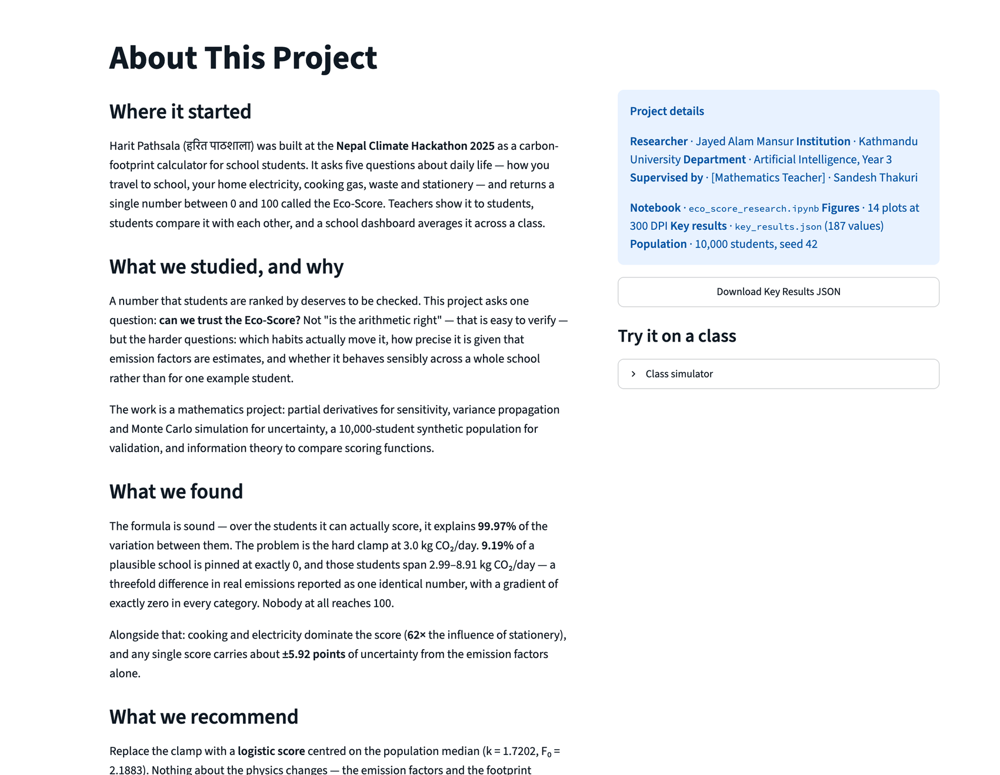 About This Project
Where it started
Harit Pathsala (हरित पाठशाला) was built at the Nepal Climate Hackathon 2025 as a carbon-
footprint calculator for school students. It asks five questions about daily life — how you
travel to school, your home electricity, cooking gas, waste and stationery — and returns a
single number between 0 and 100 called the Eco-Score. Teachers show it to students,
students compare it with each other, and a school dashboard averages it across a class.
What we studied, and why
A number that students are ranked by deserves to be checked. This project asks one
question: can we trust the Eco-Score? Not "is the arithmetic right" — that is easy to verify —
but the harder questions: which habits actually move it, how precise it is given that
emission factors are estimates, and whether it behaves sensibly across a whole school
rather than for one example student.
The work is a mathematics project: partial derivatives for sensitivity, variance propagation
and Monte Carlo simulation for uncertainty, a 10,000-student synthetic population for
validation, and information theory to compare scoring functions.
What we found
The formula is sound — over the students it can actually score, it explains 99.97% of the
variation between them. The problem is the hard clamp at 3.0 kg CO₂/day. 9.19% of a
plausible school is pinned at exactly 0, and those students span 2.99–8.91 kg CO₂/day — a
threefold difference in real emissions reported as one identical number, with a gradient of
exactly zero in every category. Nobody at all reaches 100.
Alongside that: cooking and electricity dominate the score (62× the influence of stationery),
and any single score carries about ±5.92 points of uncertainty from the emission factors
alone.
What we recommend
Replace the clamp with a logistic score centred on the population median (k = 1.7202, F₀ =
2.1883). Nothing about the physics changes — the emission factors and the footprint
Project details
Researcher · Jayed Alam Mansur Institution · Kathmandu
University Department · Artificial Intelligence, Year 3
Supervised by · [Mathematics Teacher] · Sandesh Thakuri
Notebook · eco_score_research.ipynb Figures · 14 plots at
300 DPI Key results · key_results.json (187 values)
Population · 10,000 students, seed 42
Download Key Results JSON
Try it on a class
Class simulator